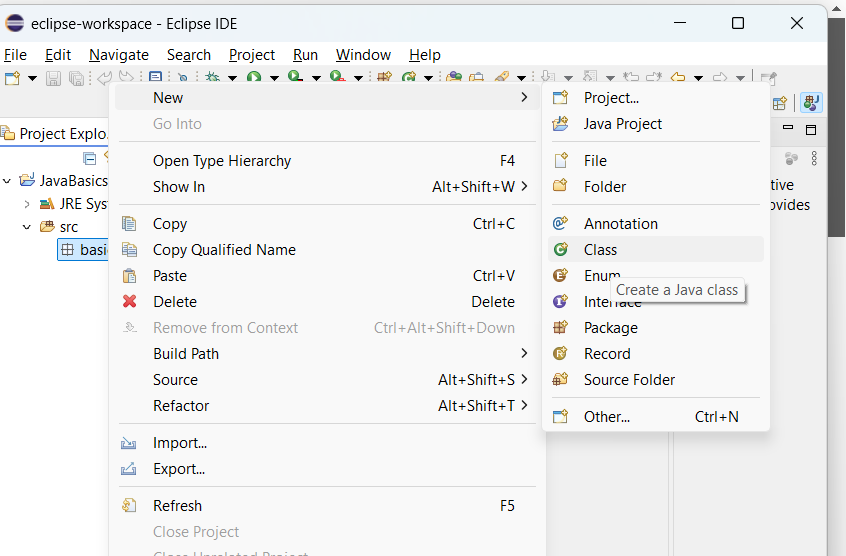 eclipse-workspace - Eclipse IDE
File Edit Navigate Search Project Run Window Help
Project Explo
JavaBasics
JRE Sys
src
basi
New
Go Into
Open Type Hierarchy F4
Show In Alt+Shift+W
Copy Ctrl+C
Copy Qualified Name
Paste Ctrl+V
Delete Delete
Remove from Context Ctrl+Alt+Shift+Down
Build Path
Source Alt+Shift+S
Refactor Alt+Shift+T
Import...
Export...
Refresh F5
Close Project
Close Unrelated Project
Project...
Java Project
File
Folder
Annotation
Class
Enum
Create a Java class
Interface
Package
Record
Source Folder
Other... Ctrl+N
tive
ovides